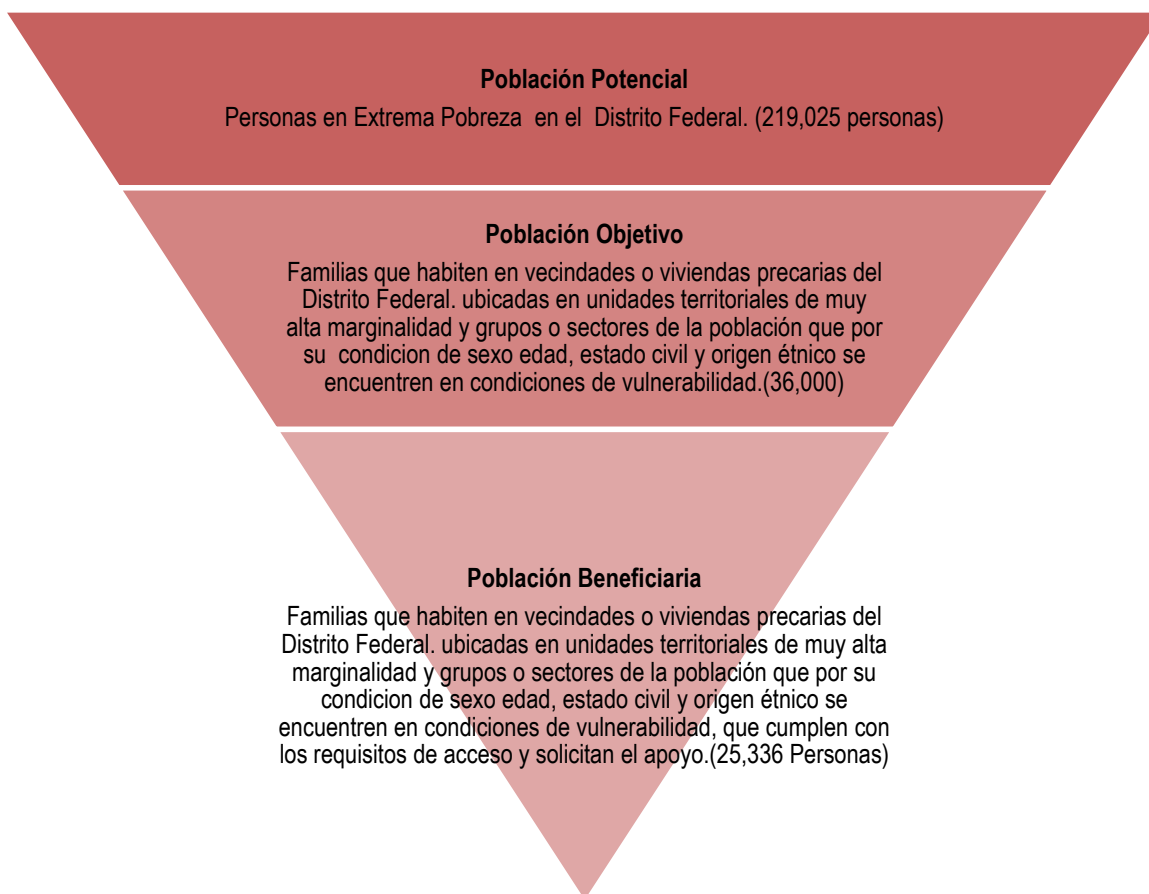 Población Potencial
Personas en Extrema Pobreza en el Distrito Federal. (219,025 personas)
Población Objetivo
Familias que habiten en vecindades o viviendas precarias del
Distrito Federal. ubicadas en unidades territoriales de muy
alta marginalidad y grupos o sectores de la población que por
su condicion de sexo edad, estado civil y origen étnico se
encuentren en condiciones de vulnerabilidad.(36,000)
Población Beneficiaria
Familias que habiten en vecindades o viviendas precarias del
Distrito Federal. ubicadas en unidades territoriales de muy alta
marginalidad y grupos o sectores de la población que por su
condicion de sexo edad, estado civil y origen étnico se
encuentren en condiciones de vulnerabilidad, que cumplen con
los requisitos de acceso y solicitan el apoyo.(25,336 Personas)